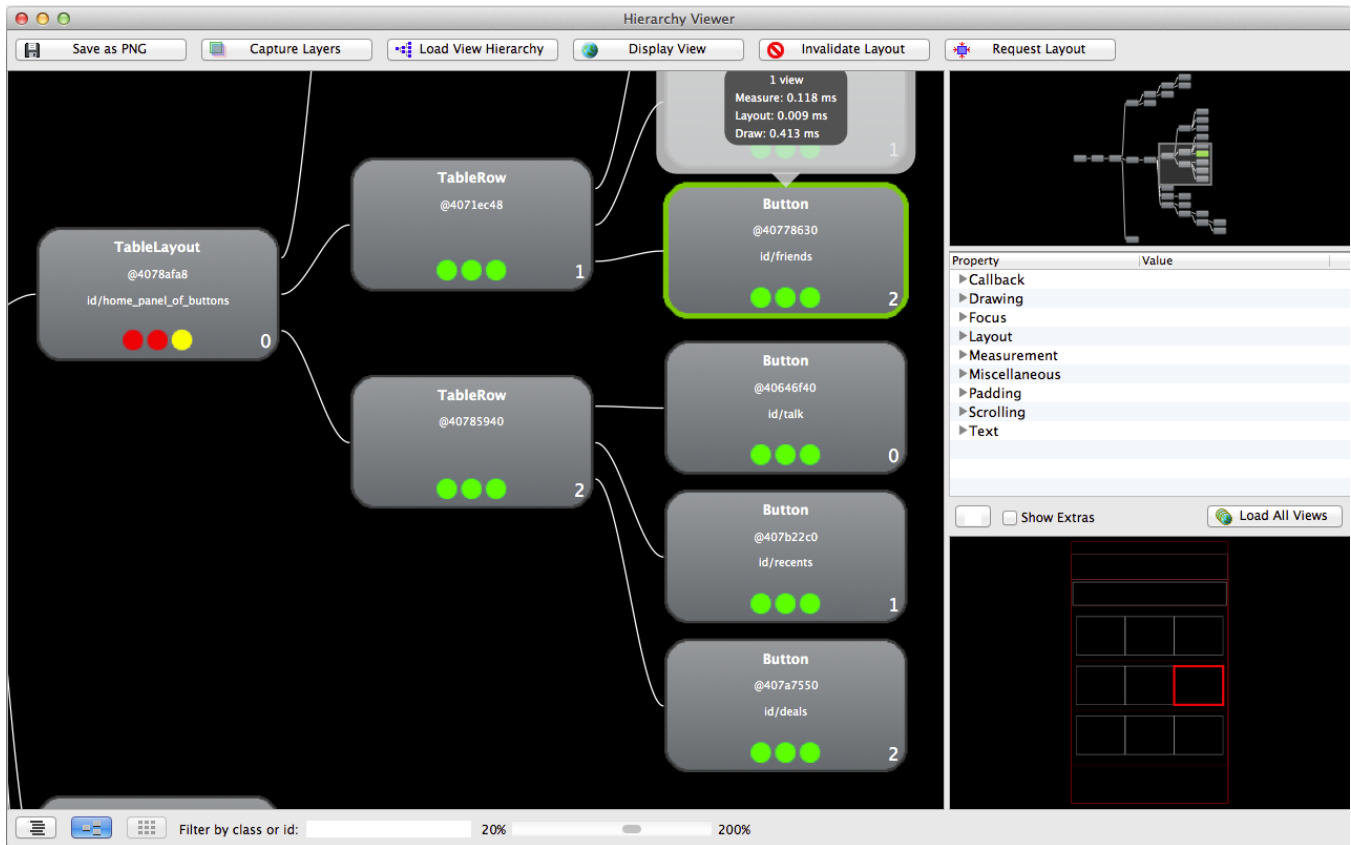 Hierarchy Viewer
Save as PNG
Capture Layers
Load View Hierarchy
Display View
Invalidate Layout
Request Layout
1 view
Measure: 0.118 ms
Layout: 0.009 ms
Draw: 0.413 ms
1
TableRow
@4071ec48
1
Button
@40778630
id/friends
2
TableLayout
@4078afa8
id/home_panel_of_buttons
0
Button
@40646f40
id/talk
0
TableRow
@40785940
2
Button
@407b22c0
id/recents
1
Button
@407a7550
id/deals
2
Property Value
Callback
Drawing
Focus
Layout
Measurement
Miscellaneous
Padding
Scrolling
Text
Show Extras
Load All Views
Filter by class or id:
20%
200%